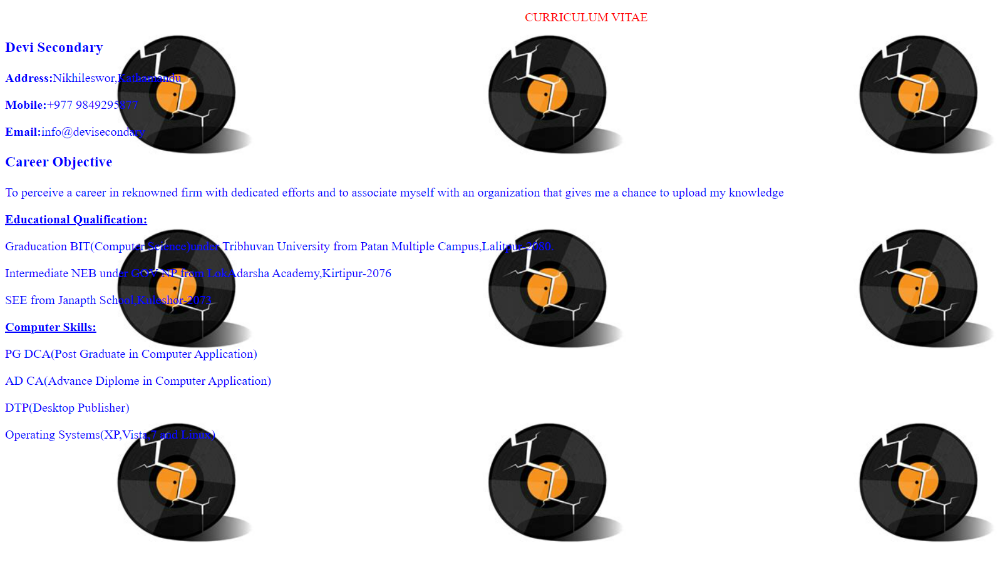 CURRICULUM VITAE
Devi Secondary
Address:Nikhileswor,Kathamandu
Mobile:+977 9849295877
Email:info@devisecondary
Career Objective
To perceive a career in reknowned firm with dedicated efforts and to associate myself with an organization that gives me a chance to upload my knowledge
Educational Qualification:
Graducation BIT(Computer Science)under Tribhuvan University from Patan Multiple Campus,Lalitpur-2080.
Intermediate NEB under GOV NP from LokAdarsha Academy,Kirtipur-2076
SEE from Janapth School,Kuleshor-2073
Computer Skills:
PG DCA(Post Graduate in Computer Application)
AD CA(Advance Diplome in Computer Application)
DTP(Desktop Publisher)
Operating Systems(XP,Vista,7 and Linux)